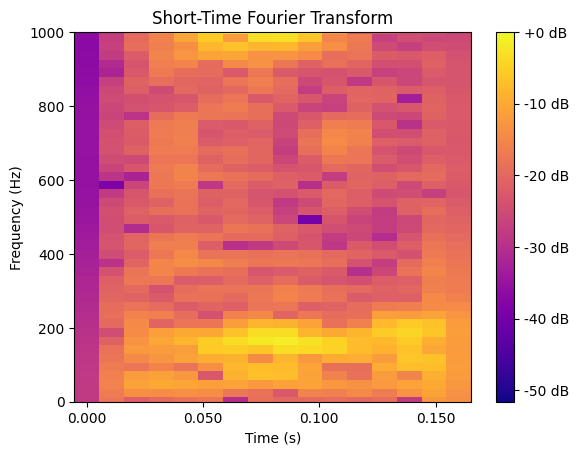 Short-Time Fourier Transform
Frequency (Hz)
1000
800
600
400
200
0
0.000
0.050
0.100
0.150
Time (s)
+0 dB
-10 dB
-20 dB
-30 dB
-40 dB
-50 dB